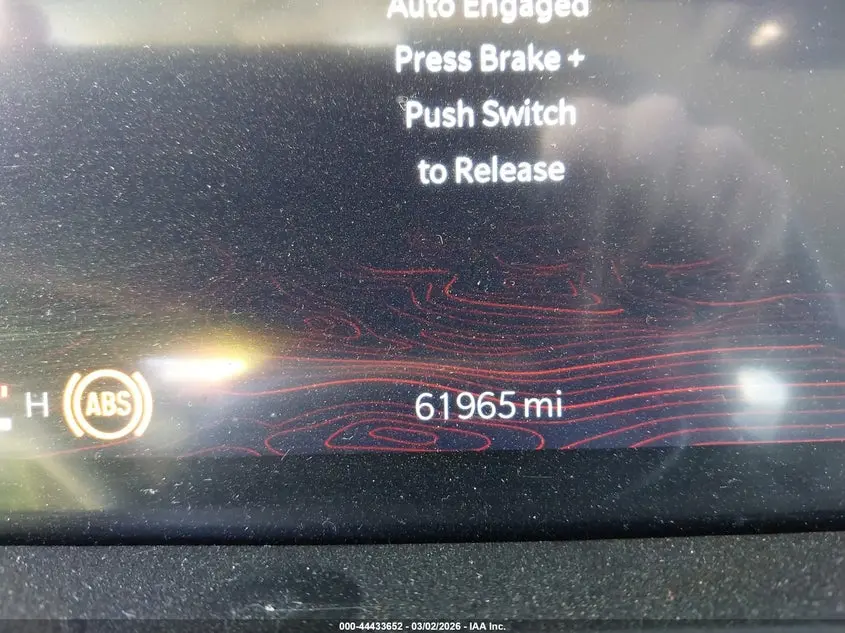 Auto Engaged
Press Brake +
Push Switch
to Release
H
ABS
61965 mi
000-44433652 - 03/02/2026 - IAA Inc.